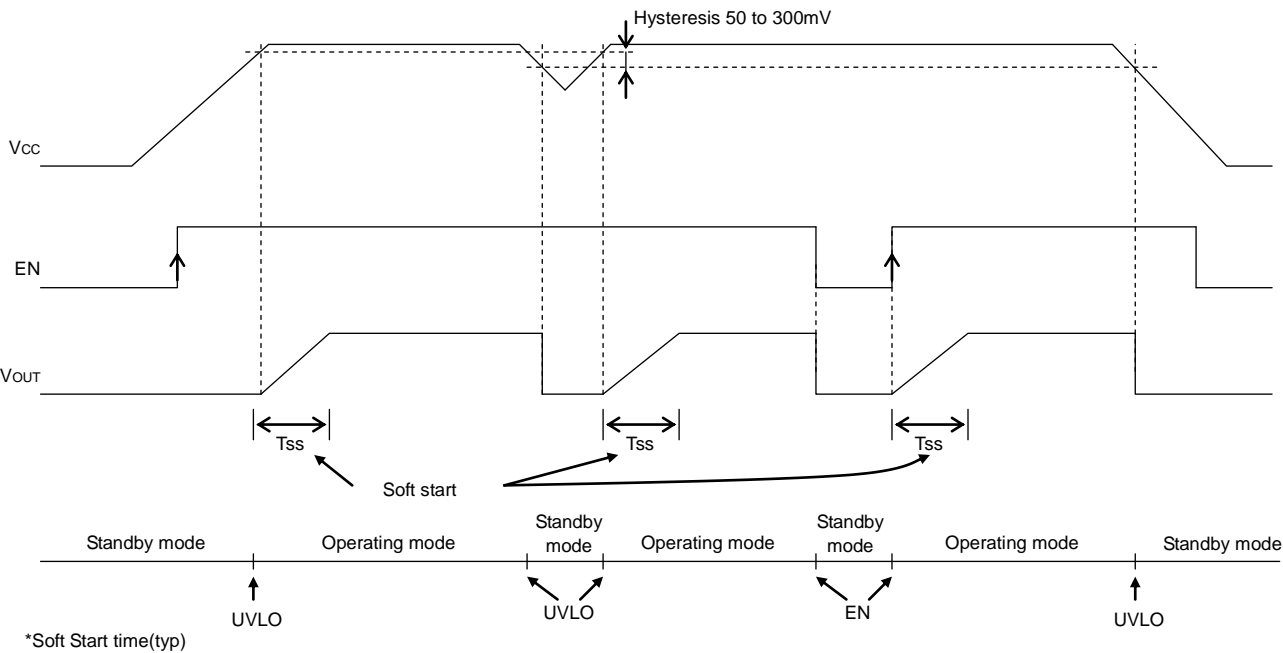 Hysteresis 50 to 300mV
VCC
EN
VOUT
Tss
Tss
Tss
Soft start
Standby mode
Operating mode
Standby
mode
Operating mode
Standby
mode
Operating mode
Standby mode
UVLO
UVLO
EN
UVLO
*Soft Start time(typ)